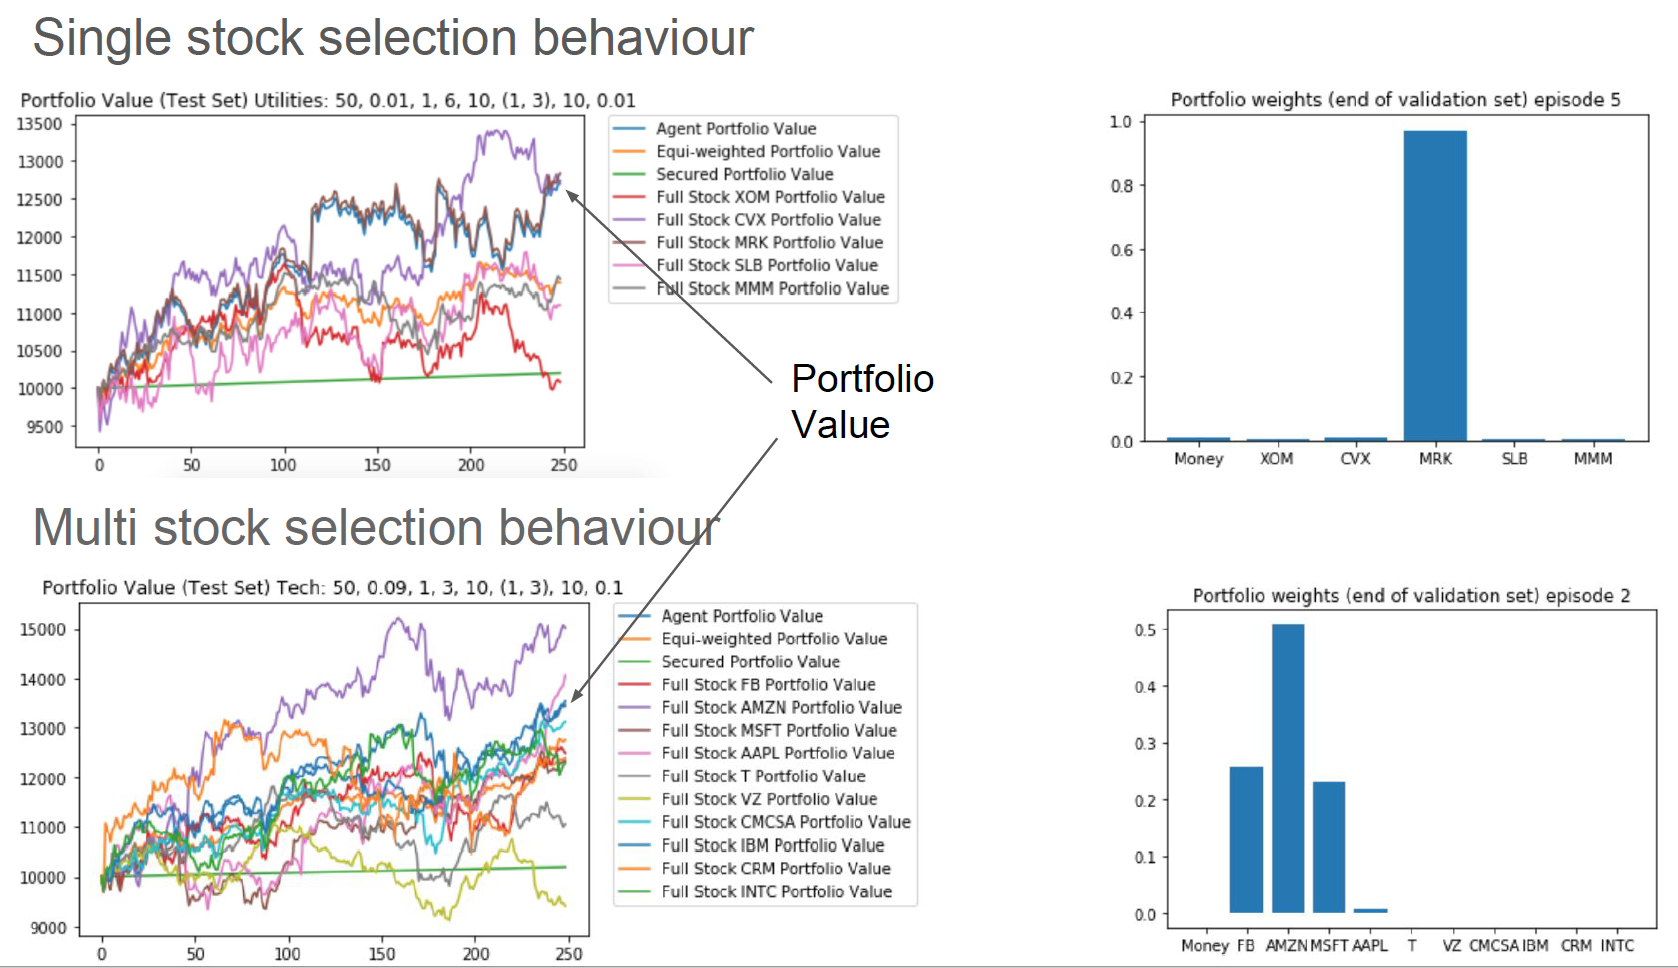 Single stock selection behaviour
Portfolio Value (Test Set) Utilities: 50, 0.01, 1, 6, 10, (1, 3), 10, 0.01
13500
13000
12500
12000
11500
11000
10500
10000
9500
0 50 100 150 200 250
Agent Portfolio Value
Equi-weighted Portfolio Value
Secured Portfolio Value
Full Stock XOM Portfolio Value
Full Stock CVX Portfolio Value
Full Stock MRK Portfolio Value
Full Stock SLB Portfolio Value
Full Stock MMM Portfolio Value
Portfolio weights (end of validation set) episode 5
1.0
0.8
0.6
0.4
0.2
0.0
Money XOM CVX MRK SLB MMM
Portfolio
Value
Multi stock selection behaviour
Portfolio Value (Test Set) Tech: 50, 0.09, 1, 3, 10, (1, 3), 10, 0.1
15000
14000
13000
12000
11000
10000
9000
0 50 100 150 200 250
Agent Portfolio Value
Equi-weighted Portfolio Value
Secured Portfolio Value
Full Stock FB Portfolio Value
Full Stock AMZN Portfolio Value
Full Stock MSFT Portfolio Value
Full Stock AAPL Portfolio Value
Full Stock T Portfolio Value
Full Stock VZ Portfolio Value
Full Stock CMCSA Portfolio Value
Full Stock IBM Portfolio Value
Full Stock CRM Portfolio Value
Full Stock INTC Portfolio Value
Portfolio weights (end of validation set) episode 2
0.5
0.4
0.3
0.2
0.1
0.0
Money FB AMZN MSFT AAPL T VZ CMCSA IBM CRM INTC